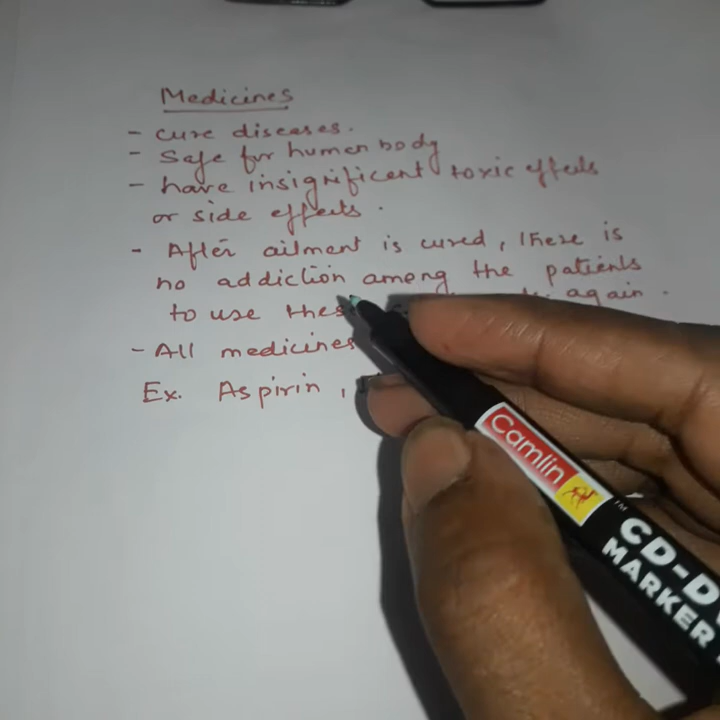 Medicines
- cure diseases.
- Safe for human body
- have insignificant toxic effects
or side effects.
- After ailment is cured, there is
no addiction among the patients
to use again.
- All medicines
Ex. Aspirin,
Camlin
CD-D
MARKER